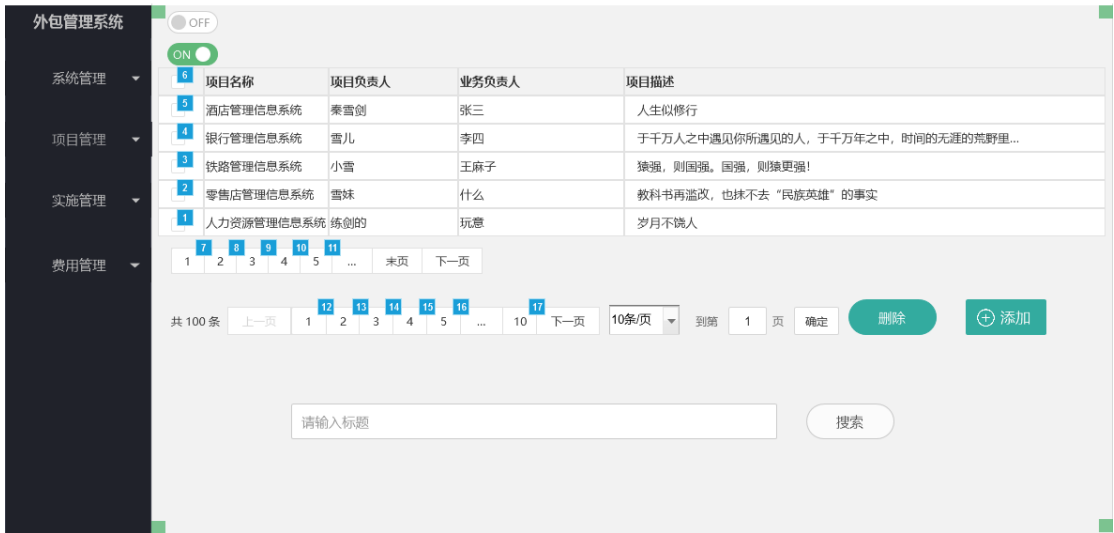 外包管理系统
OFF
ON
系统管理
项目管理
实施管理
费用管理
6 项目名称 项目负责人 业务负责人 项目描述
5 酒店管理信息系统 秦雪剑 张三 人生似修行
4 银行管理信息系统 雪儿 李四 于千万人之中遇见你所遇见的人，于千万年之中，时间的无涯的荒野里...
3 铁路管理信息系统 小雪 王麻子 猿强，则国强。国强，则猿更强!
2 零售店管理信息系统 雪妹 什么 教科书再滥改，也抹不去“民族英雄”的事实
1 人力资源管理信息系统 练剑的 玩意 岁月不饶人
7 8 9 10 11
1 2 3 4 5 ... 末页 下一页
12 13 14 15 16 17
共 100 条 上一页 1 2 3 4 5 ... 10 下一页 10条/页 到第 1 页 确定 删除 添加
请输入标题 搜索